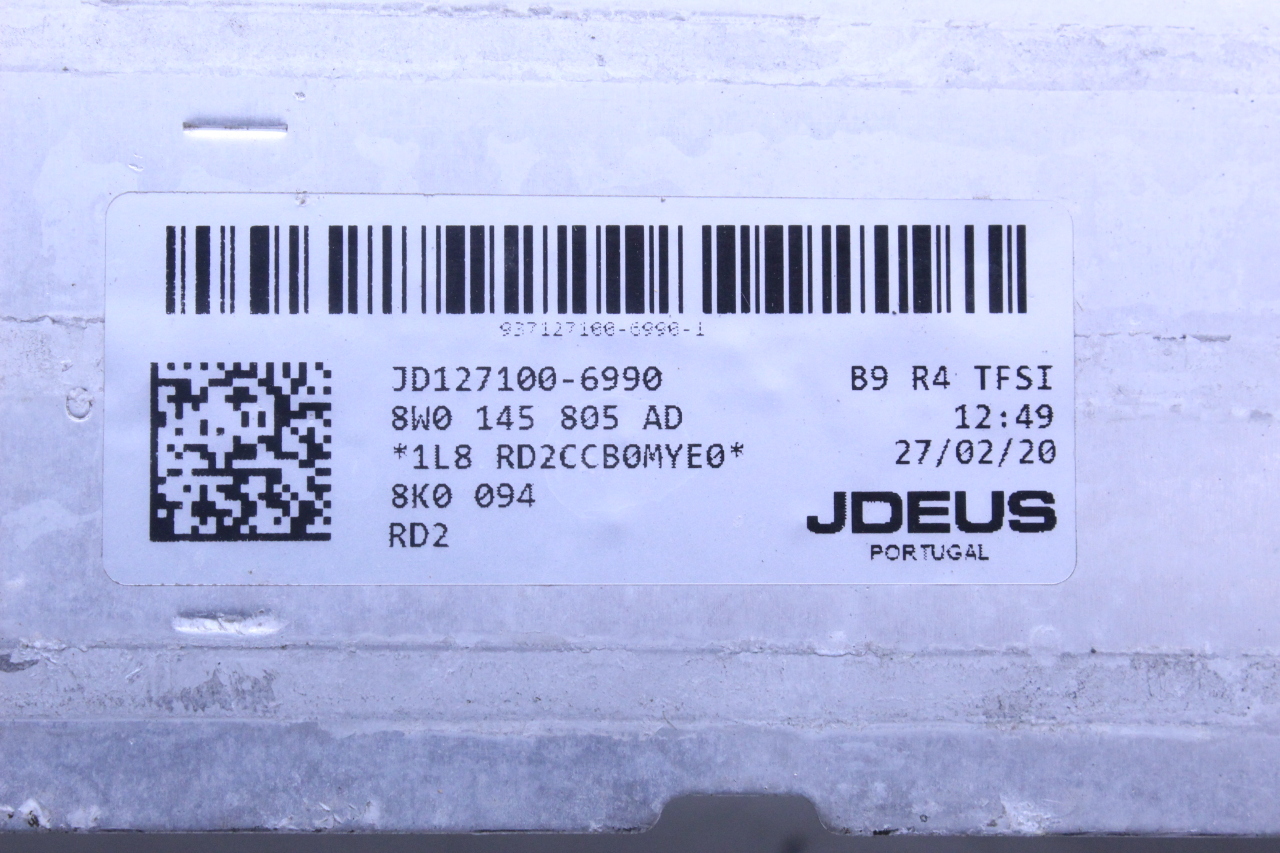 937127100-6990-1
JD127100-6990
8W0 145 805 AD
*1L8 RD2CCB0MYE0*
8K0 094
RD2
B9 R4 TFSI
12:49
27/02/20
JDEUS
PORTUGAL